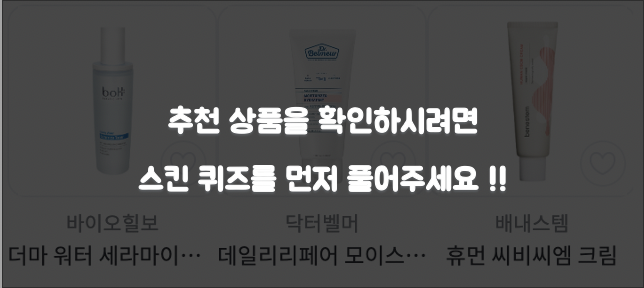 boH
Dr.
Bellmeur
추천 상품을 확인하시려면
스킨 퀴즈를 먼저 풀어주세요 !!
바이오힐보
닥터벨머
배내스템
더마 워터 세라마이···
데일리리페어 모이스···
휴먼 씨비씨엠 크림